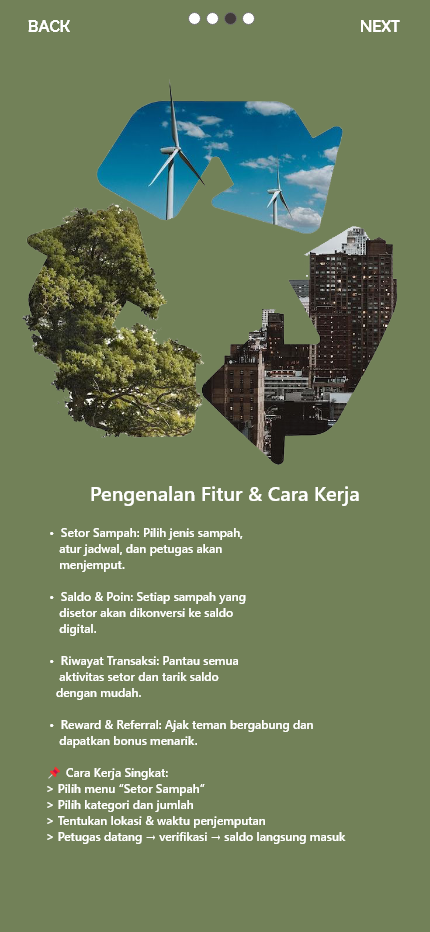 BACK
NEXT
Pengenalan Fitur & Cara Kerja
• Setor Sampah: Pilih jenis sampah,
atur jadwal, dan petugas akan
menjemput.
• Saldo & Poin: Setiap sampah yang
disetor akan dikonversi ke saldo
digital.
• Riwayat Transaksi: Pantau semua
aktivitas setor dan tarik saldo
dengan mudah.
• Reward & Referral: Ajak teman bergabung dan
dapatkan bonus menarik.
📌 Cara Kerja Singkat:
> Pilih menu “Setor Sampah”
> Pilih kategori dan jumlah
> Tentukan lokasi & waktu penjemputan
> Petugas datang → verifikasi → saldo langsung masuk